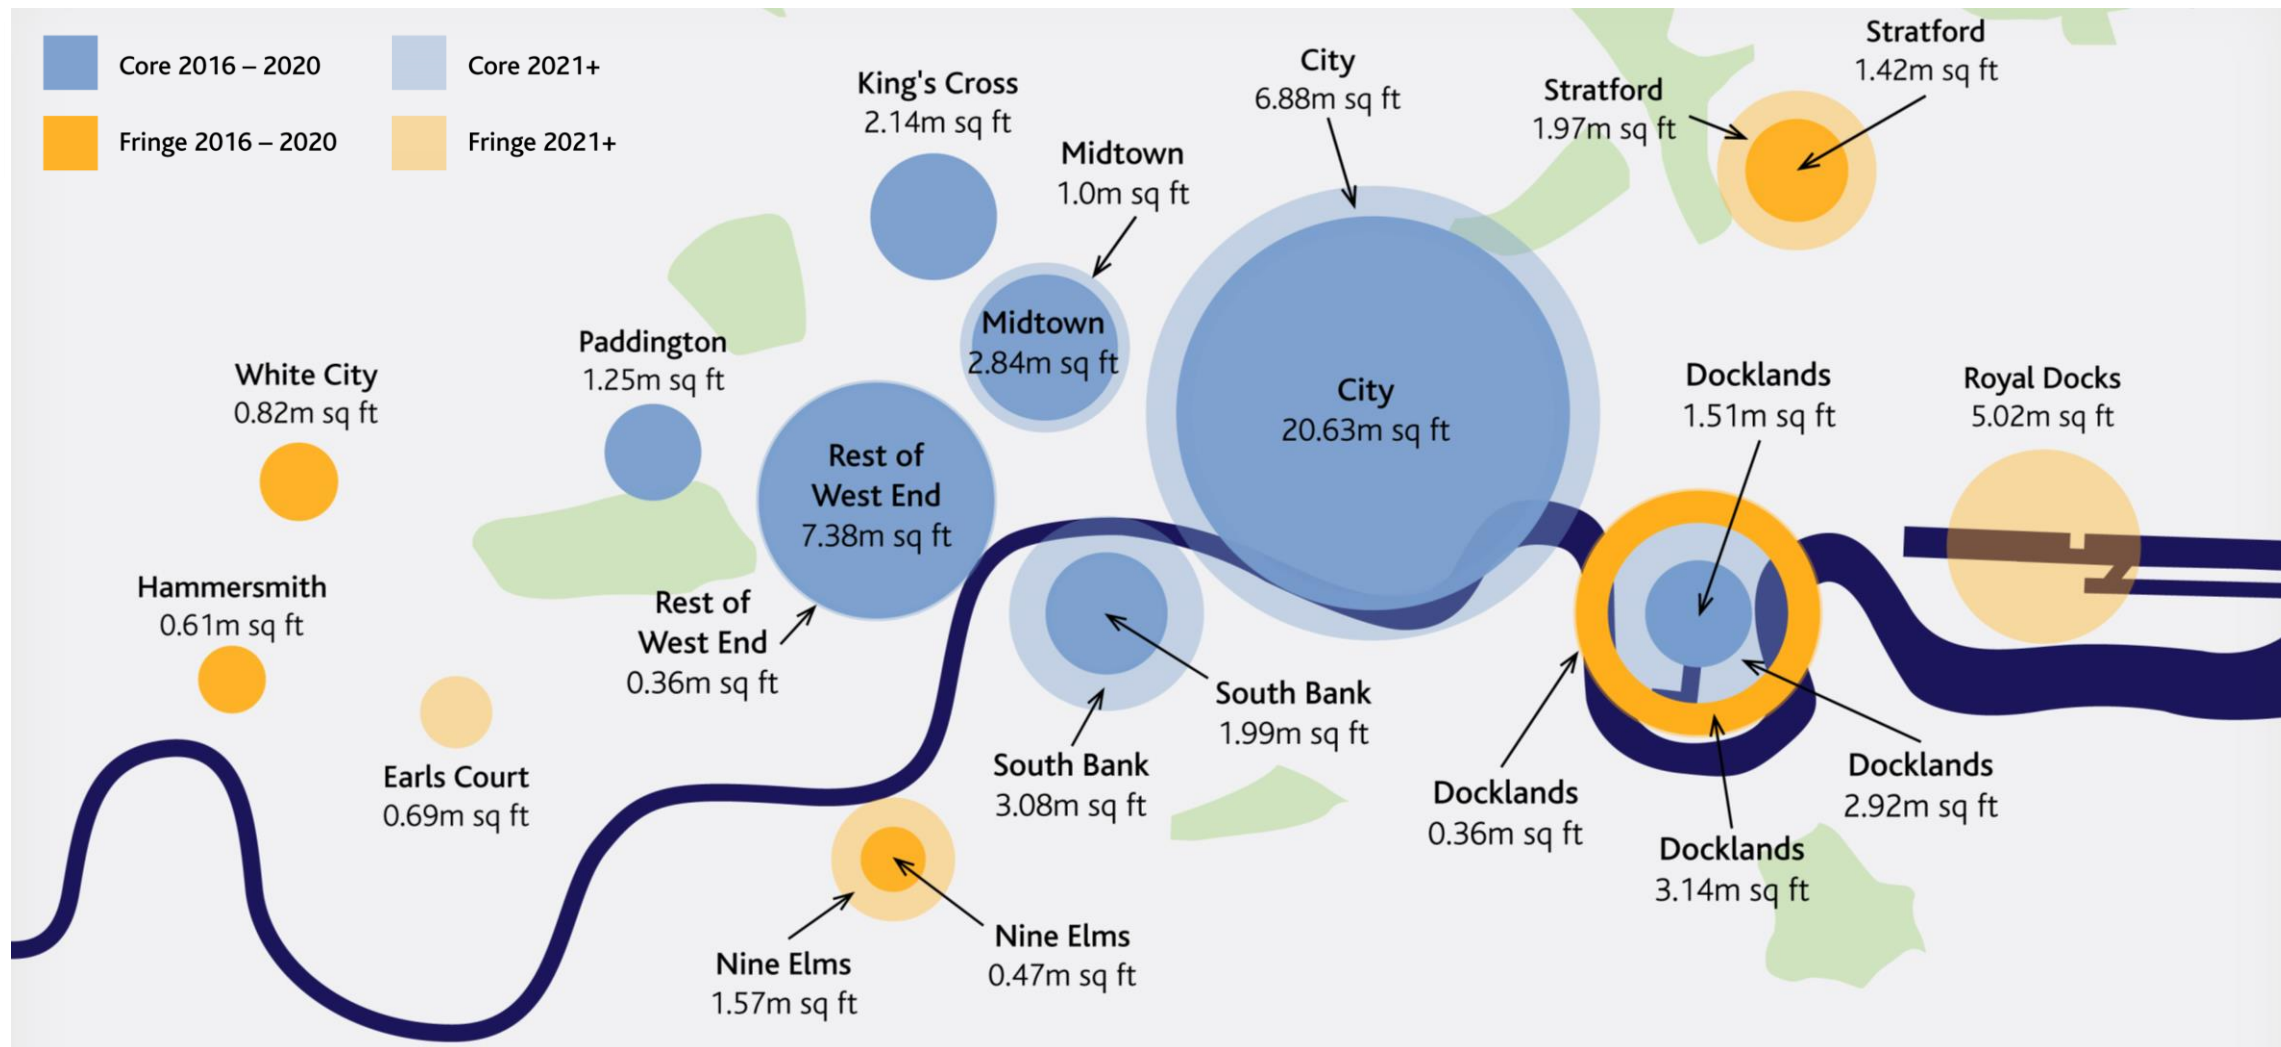 Core 2016 – 2020
Core 2021+
Fringe 2016 – 2020
Fringe 2021+
King's Cross
2.14m sq ft
Midtown
1.0m sq ft
City
6.88m sq ft
Stratford
1.97m sq ft
Stratford
1.42m sq ft
White City
0.82m sq ft
Paddington
1.25m sq ft
Midtown
2.84m sq ft
City
20.63m sq ft
Docklands
1.51m sq ft
Royal Docks
5.02m sq ft
Rest of
West End
7.38m sq ft
Hammersmith
0.61m sq ft
Rest of
West End
0.36m sq ft
Earls Court
0.69m sq ft
South Bank
1.99m sq ft
South Bank
3.08m sq ft
Docklands
0.36m sq ft
Docklands
3.14m sq ft
Docklands
2.92m sq ft
Nine Elms
1.57m sq ft
Nine Elms
0.47m sq ft